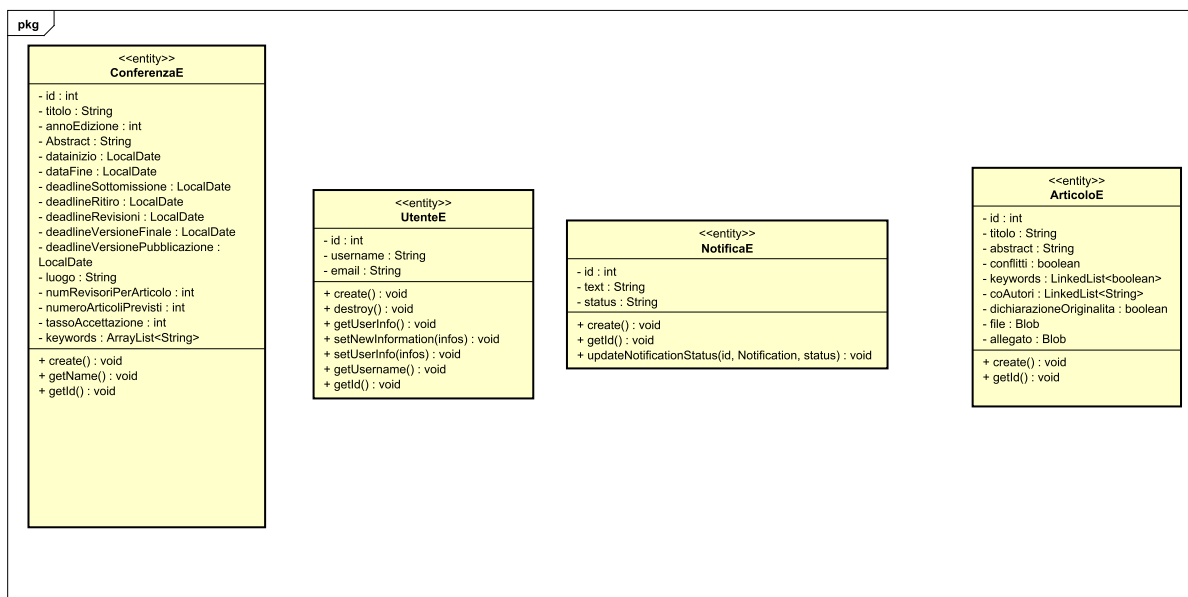 pkg
<<entity>>
ConferenzaE
- id : int
- titolo : String
- annoEdizione : int
- Abstract : String
- datainizio : LocalDate
- dataFine : LocalDate
- deadlineSottomissione : LocalDate
- deadlineRitiro : LocalDate
- deadlineRevisioni : LocalDate
- deadlineVersioneFinale : LocalDate
- deadlineVersionePubblicazione :
LocalDate
- luogo : String
- numRevisoriPerArticolo : int
- numeroArticoliPrevisti : int
- tassoAccettazione : int
- keywords : ArrayList<String>
+ create() : void
+ getName() : void
+ getId() : void
<<entity>>
UtenteE
- id : int
- username : String
- email : String
+ create() : void
+ destroy() : void
+ getUserInfo() : void
+ setNewInformation(infos) : void
+ setUserInfo(infos) : void
+ getUsername() : void
+ getId() : void
<<entity>>
NotificaE
- id : int
- text : String
- status : String
+ create() : void
+ getId() : void
+ updateNotificationStatus(id, Notification, status) : void
<<entity>>
ArticoloE
- id : int
- titolo : String
- abstract : String
- conflitti : boolean
- keywords : LinkedList<boolean>
- coAutori : LinkedList<String>
- dichiarazioneOriginalita : boolean
- file : Blob
- allegato : Blob
+ create() : void
+ getId() : void